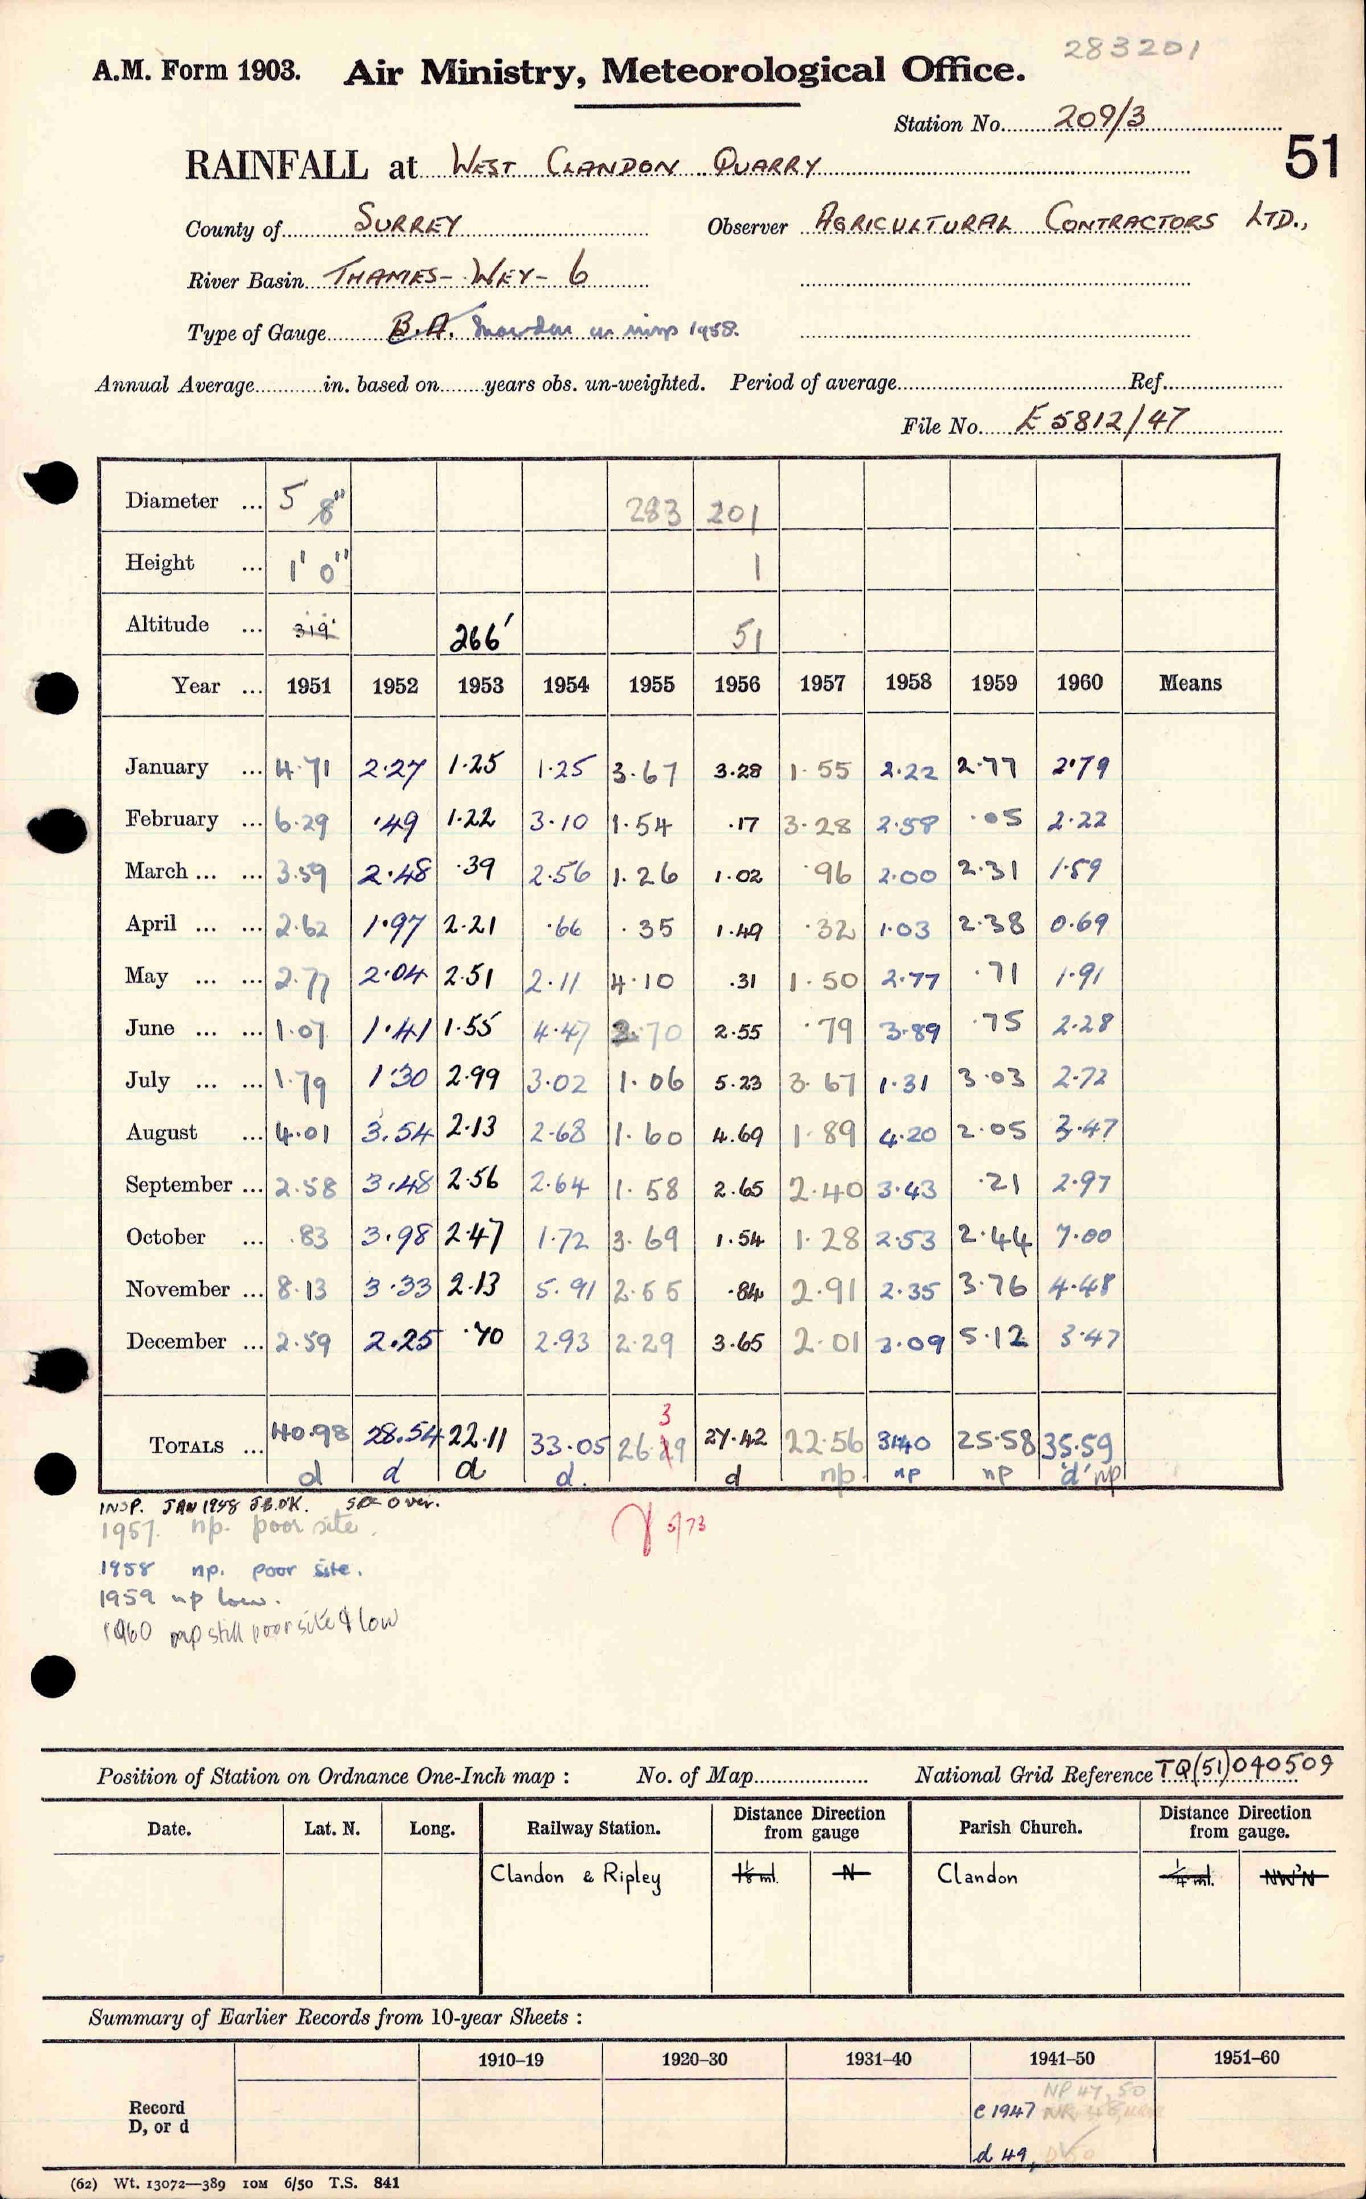 283201
A.M. Form 1903. Air Ministry, Meteorological Office.
Station No. 209/3
51
RAINFALL at WEST CLANDON QUARRY
County of SURREY Observer AGRICULTURAL CONTRACTORS LTD.,
River Basin THAMES-WEY-6
Type of Gauge B.A. Snowdon 1958.
Annual Average in. based on years obs. un-weighted. Period of average Ref.
File No. E 5812/47
Diameter ... 5 8" 283 201
Height ... 1' 0" 1
Altitude ... 319' 266' 51
Year ... 1951 1952 1953 1954 1955 1956 1957 1958 1959 1960 Means
January ... 4.71 2.27 1.25 1.25 3.67 3.28 1.55 2.22 2.77 2.79
February ... 6.29 .49 1.22 3.10 1.54 .17 3.28 2.58 .05 2.22
March ... ... 3.59 2.48 .39 2.56 1.26 1.02 .96 2.00 2.31 1.59
April ... ... 2.62 1.97 2.21 .66 .35 1.49 .32 1.03 2.38 0.69
May ... ... 2.77 2.04 2.51 2.11 4.10 .31 1.50 2.77 .71 1.91
June ... ... 1.07 1.41 1.55 4.47 2.70 2.55 .79 3.89 .75 2.28
July ... ... 1.79 1.30 2.99 3.02 1.06 5.23 3.67 1.31 3.03 2.72
August ... 4.01 3.54 2.13 2.68 1.60 4.69 1.89 4.20 2.05 3.47
September ... 2.58 3.48 2.56 2.64 1.58 2.65 2.40 3.43 .21 2.97
October ... .83 3.98 2.47 1.72 3.69 1.54 1.28 2.53 2.44 7.00
November ... 8.13 3.33 2.13 5.91 2.55 .84 2.91 2.35 3.76 4.48
December ... 2.59 2.25 .70 2.93 2.29 3.65 2.01 3.09 5.12 3.47
3
TOTALS ... 40.98 28.54 22.11 33.05 26.29 27.42 22.56 31.40 25.58 35.59
d d d d. d np. np np 'd' np
INSP. JAN 1958 J.B. OK. See Over.
1957. np. poor site.
5/73
1958 np. poor site.
1959 np low.
1960 np still poor site & low
Position of Station on Ordnance One-Inch map : No. of Map National Grid Reference TQ(51)040509
Date. Lat. N. Long. Railway Station. Distance Direction from gauge Parish Church. Distance Direction from gauge.
Clandon & Ripley 1⅛ ml. N Clandon ¼ ml. NW'N
Summary of Earlier Records from 10-year Sheets :
1910–19 1920–30 1931–40 1941–50 1951–60
NP 47, 50
Record c 1947
D, or d
d 49,
(62) Wt. 13072—389 10M 6/50 T.S. 841